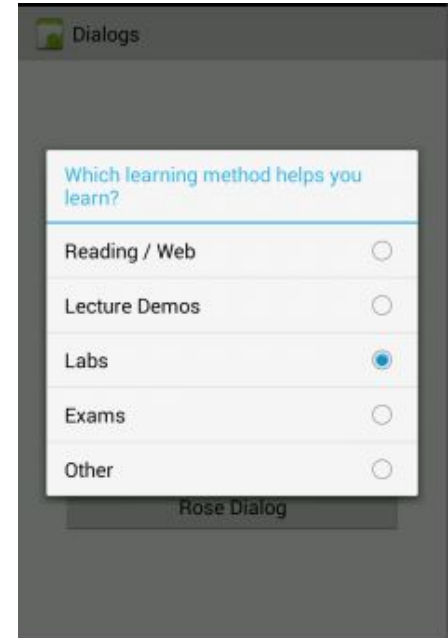 Dialogs
Which learning method helps you
learn?
Reading / Web
Lecture Demos
Labs
Exams
Other
Rose Dialog